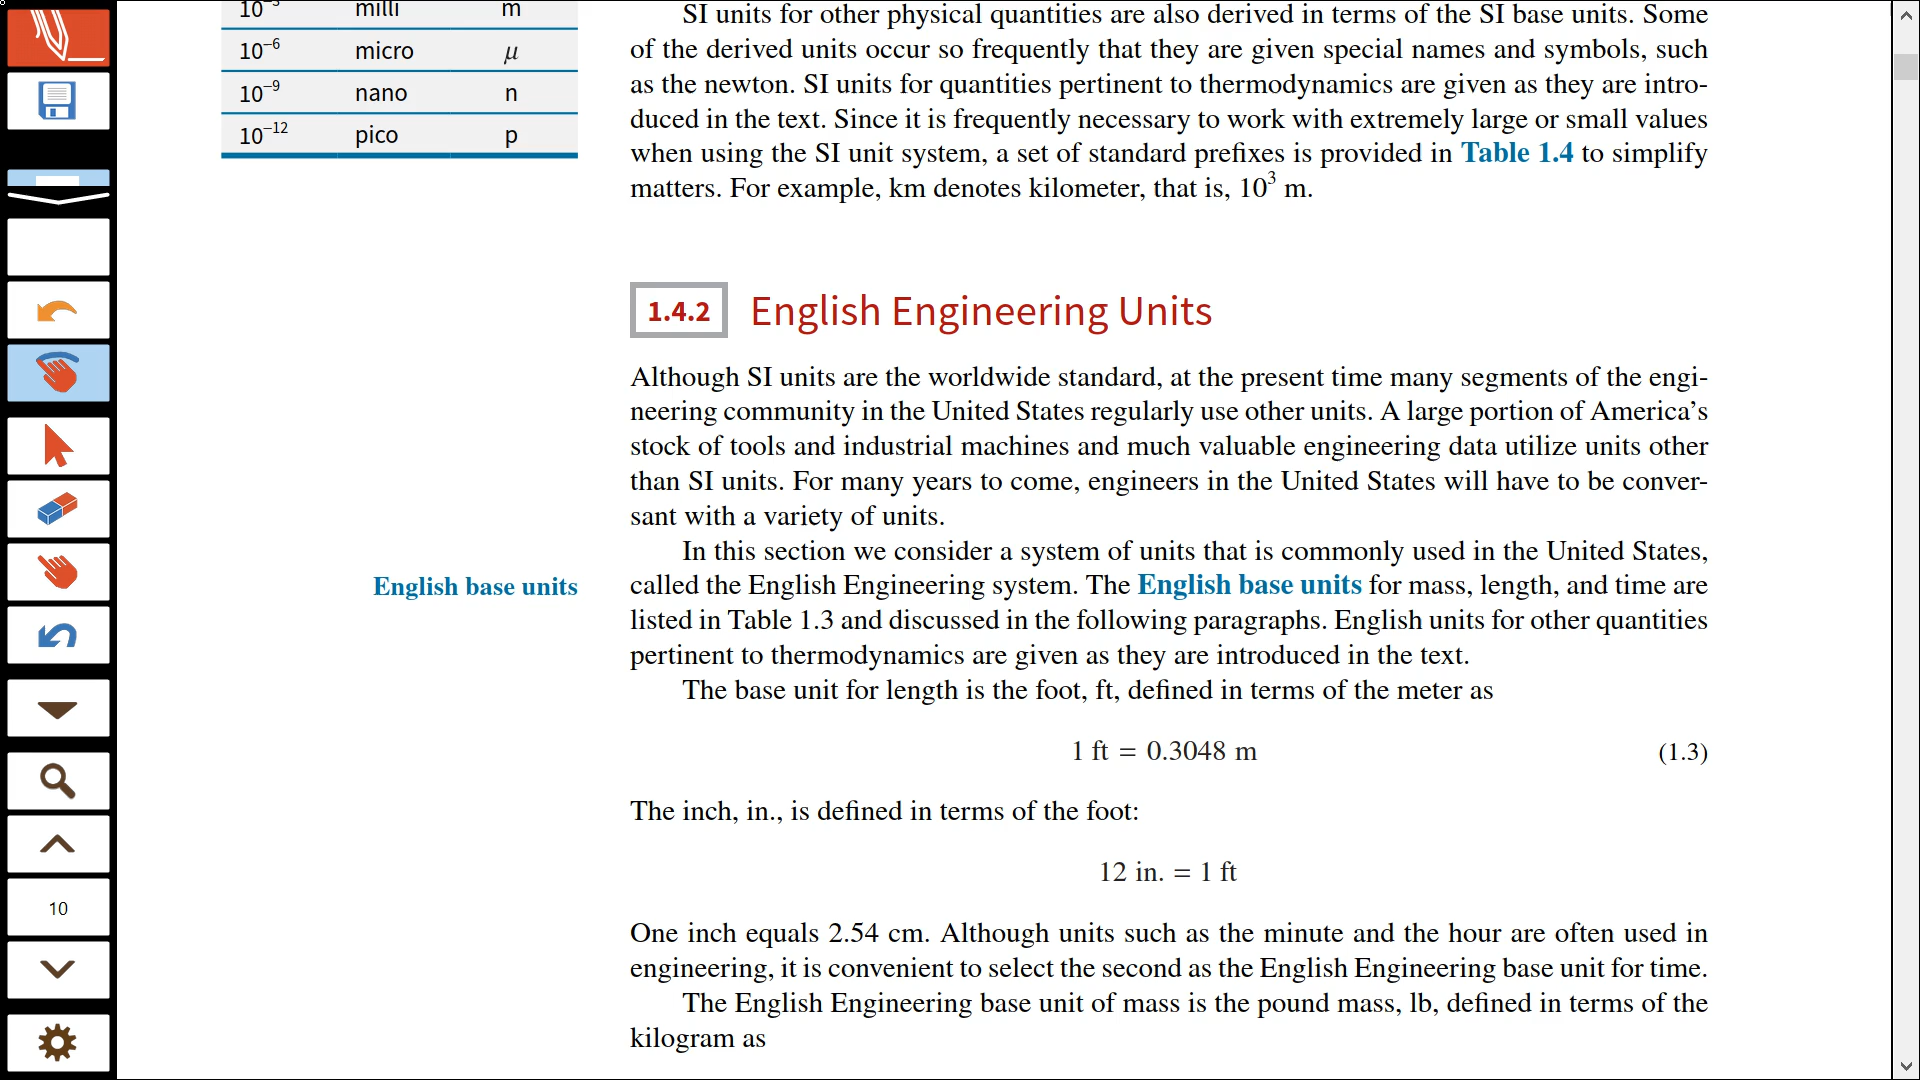 10⁻³ milli m
10⁻⁶ micro μ
10⁻⁹ nano n
10⁻¹² pico p
SI units for other physical quantities are also derived in terms of the SI base units. Some
of the derived units occur so frequently that they are given special names and symbols, such
as the newton. SI units for quantities pertinent to thermodynamics are given as they are intro-
duced in the text. Since it is frequently necessary to work with extremely large or small values
when using the SI unit system, a set of standard prefixes is provided in Table 1.4 to simplify
matters. For example, km denotes kilometer, that is, 10³ m.
1.4.2 English Engineering Units
Although SI units are the worldwide standard, at the present time many segments of the engi-
neering community in the United States regularly use other units. A large portion of America’s
stock of tools and industrial machines and much valuable engineering data utilize units other
than SI units. For many years to come, engineers in the United States will have to be conver-
sant with a variety of units.
In this section we consider a system of units that is commonly used in the United States,
English base units
called the English Engineering system. The English base units for mass, length, and time are
listed in Table 1.3 and discussed in the following paragraphs. English units for other quantities
pertinent to thermodynamics are given as they are introduced in the text.
The base unit for length is the foot, ft, defined in terms of the meter as
1 ft = 0.3048 m (1.3)
The inch, in., is defined in terms of the foot:
12 in. = 1 ft
One inch equals 2.54 cm. Although units such as the minute and the hour are often used in
engineering, it is convenient to select the second as the English Engineering base unit for time.
The English Engineering base unit of mass is the pound mass, lb, defined in terms of the
kilogram as
10